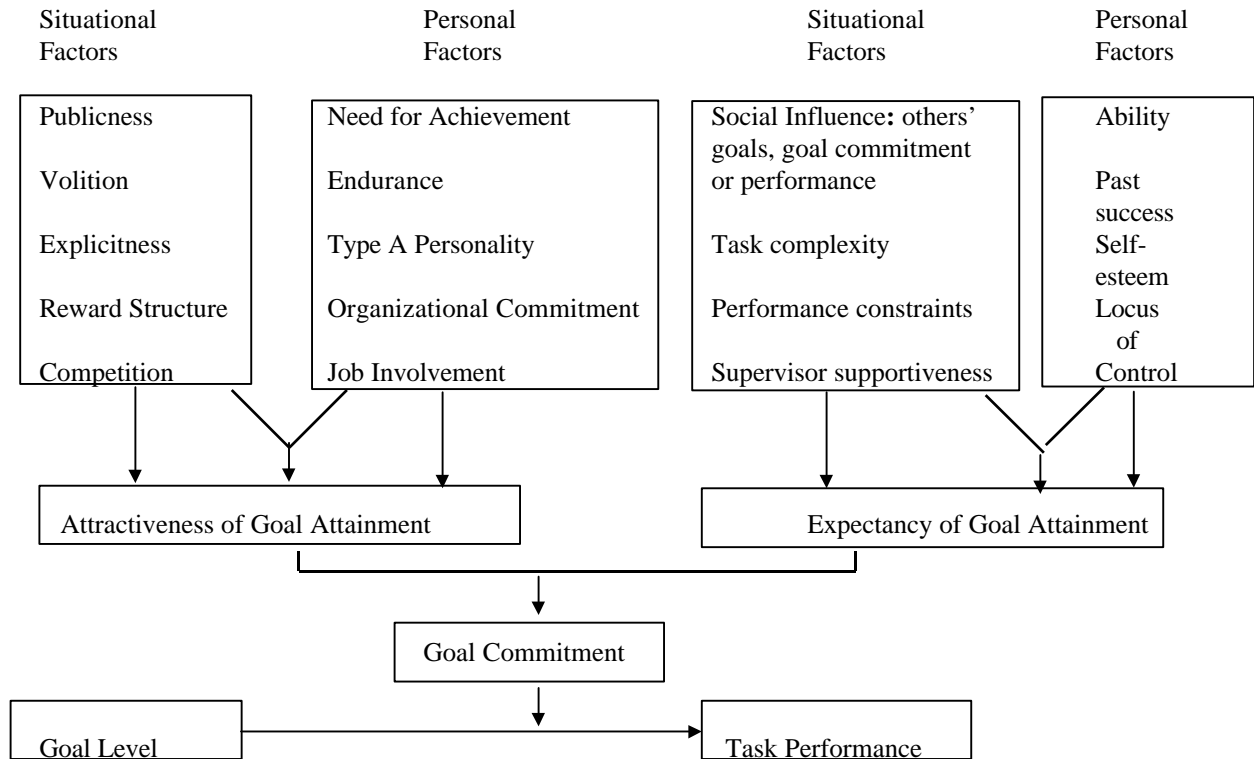 Situational
Factors
Personal
Factors
Situational
Factors
Personal
Factors
Publicness
Volition
Explicitness
Reward Structure
Competition
Need for Achievement
Endurance
Type A Personality
Organizational Commitment
Job Involvement
Social Influence: others’
goals, goal commitment
or performance
Task complexity
Performance constraints
Supervisor supportiveness
Ability
Past
success
Self-
esteem
Locus
of
Control
Attractiveness of Goal Attainment
Expectancy of Goal Attainment
Goal Commitment
Goal Level
Task Performance